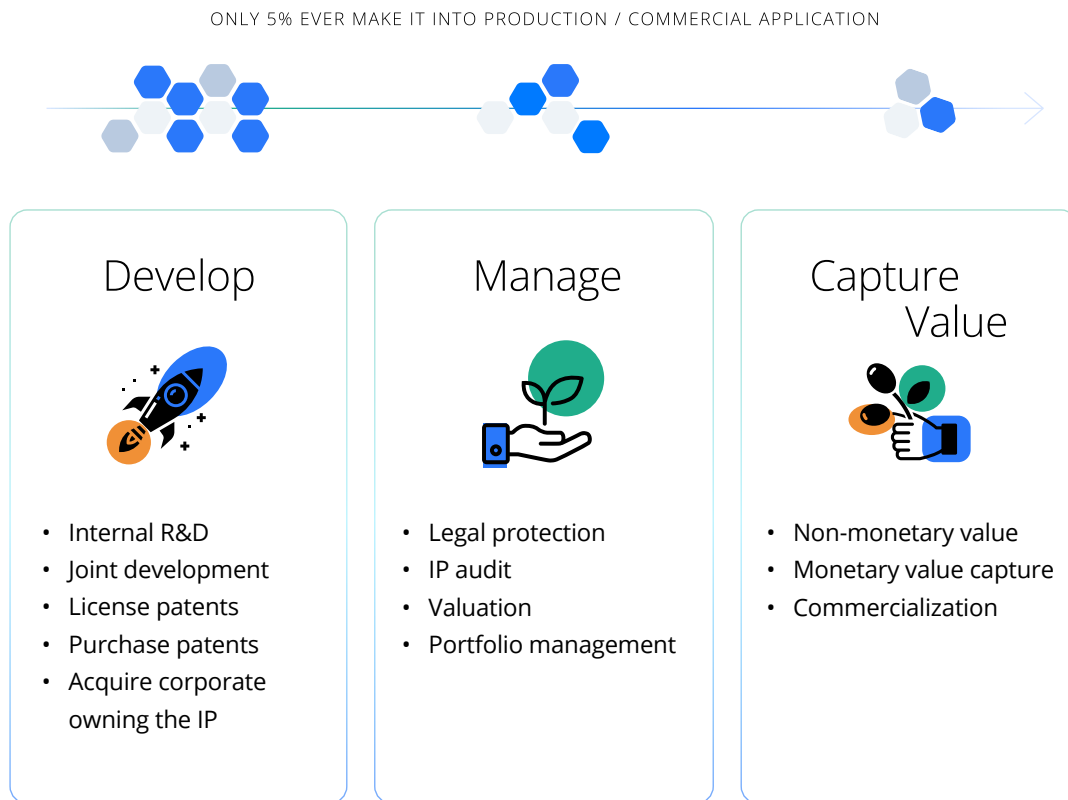 ONLY 5% EVER MAKE IT INTO PRODUCTION / COMMERCIAL APPLICATION
Develop
• Internal R&D
• Joint development
• License patents
• Purchase patents
• Acquire corporate
owning the IP
Manage
• Legal protection
• IP audit
• Valuation
• Portfolio management
Capture
Value
• Non-monetary value
• Monetary value capture
• Commercialization